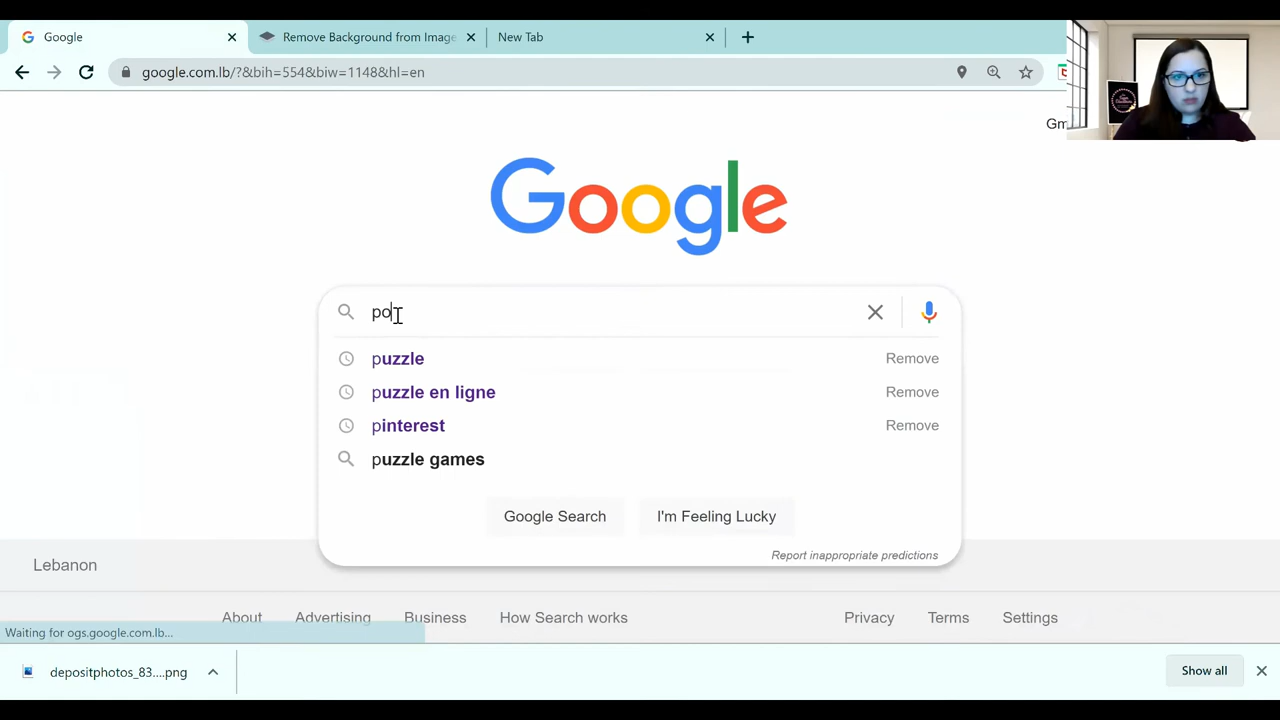 Google
Remove Background from Image
New Tab
google.com.lb/?&bih=554&biw=1148&hl=en
Gm
Google
po
puzzle
Remove
puzzle en ligne
Remove
pinterest
Remove
puzzle games
Google Search
I'm Feeling Lucky
Report inappropriate predictions
Lebanon
About
Advertising
Business
How Search works
Privacy
Terms
Settings
Waiting for ogs.google.com.lb...
depositphotos_83....png
Show all